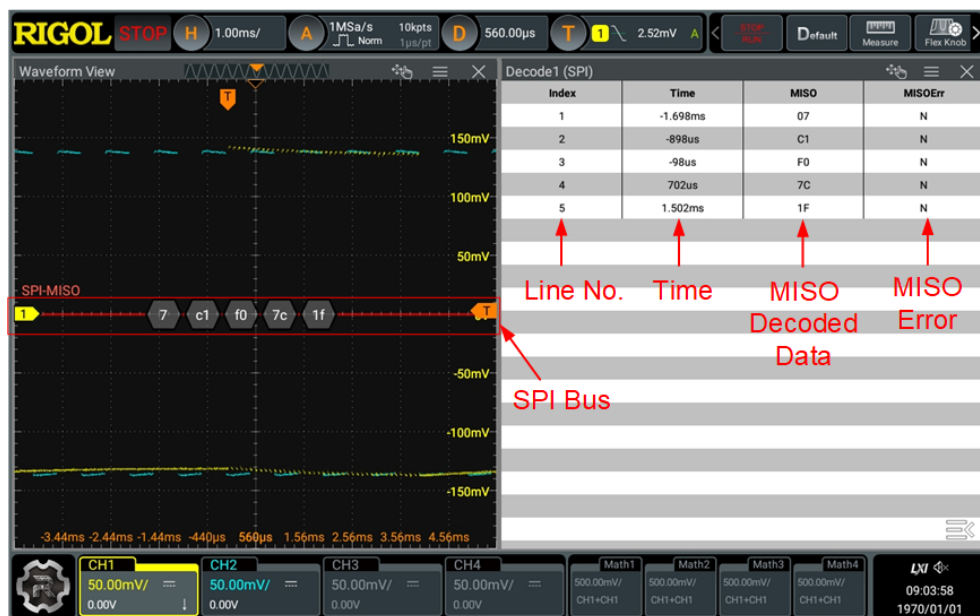 RIGOL STOP H 1.00ms/ A 1MSa/s Norm 10kpts 1µs/pt D 560.00µs T 1 2.52mV A STOP RUN Default Measure Flex Knob
Waveform View
Decode1 (SPI)
Index Time MISO MISOErr
1 -1.698ms 07 N
2 -898us C1 N
3 -98us F0 N
4 702us 7C N
5 1.502ms 1F N
T
150mV
100mV
50mV
SPI-MISO
1 7 c1 f0 7c 1f T
-50mV
-100mV
-150mV
-3.44ms -2.44ms -1.44ms -440µs 560µs 1.56ms 2.56ms 3.56ms 4.56ms
Line No.
Time
MISO
Decoded
Data
MISO
Error
SPI Bus
CH1
50.00mV/
0.00V
CH2
50.00mV/
0.00V
CH3
50.00mV/
0.00V
CH4
50.00mV/
0.00V
Math1
500.00mV/
CH1+CH1
Math2
500.00mV/
CH1+CH1
Math3
500.00mV/
CH1+CH1
Math4
500.00mV/
CH1+CH1
LXI
09:03:58
1970/01/01